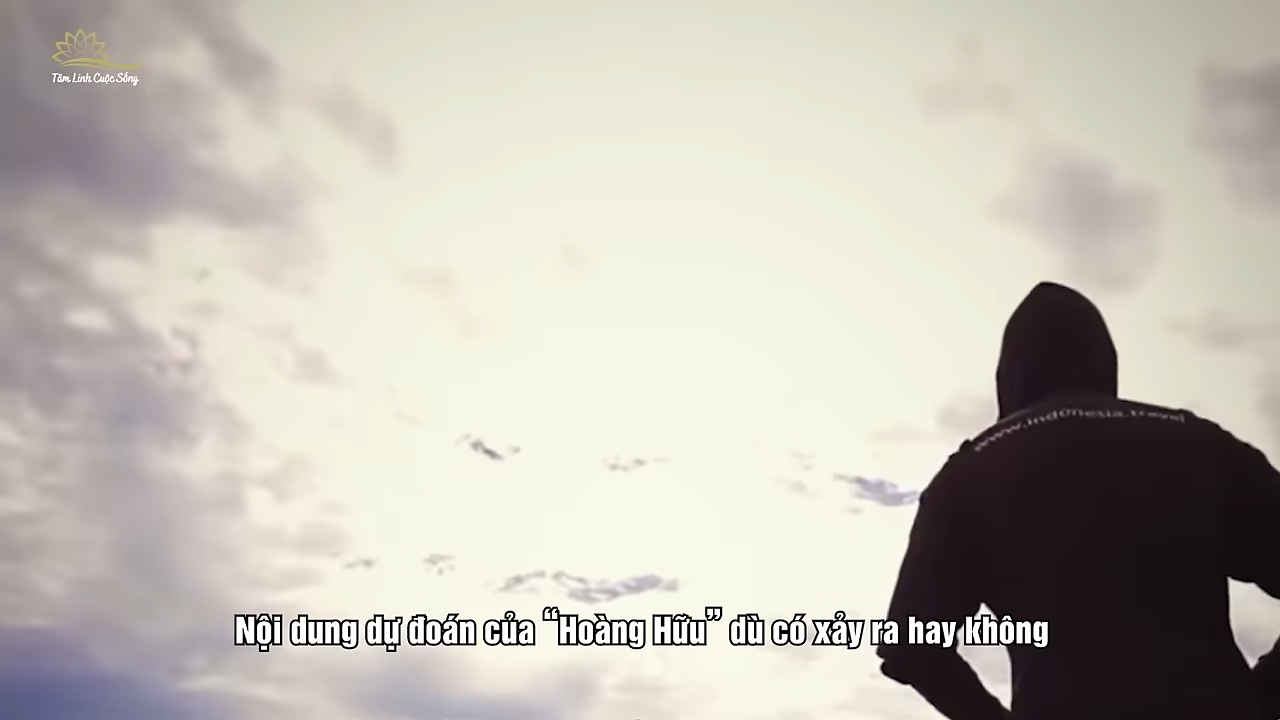 Tâm Linh Cuộc Sống
www.indonesia.travel
Nội dung dự đoán của “Hoàng Hữu” dù có xảy ra hay không